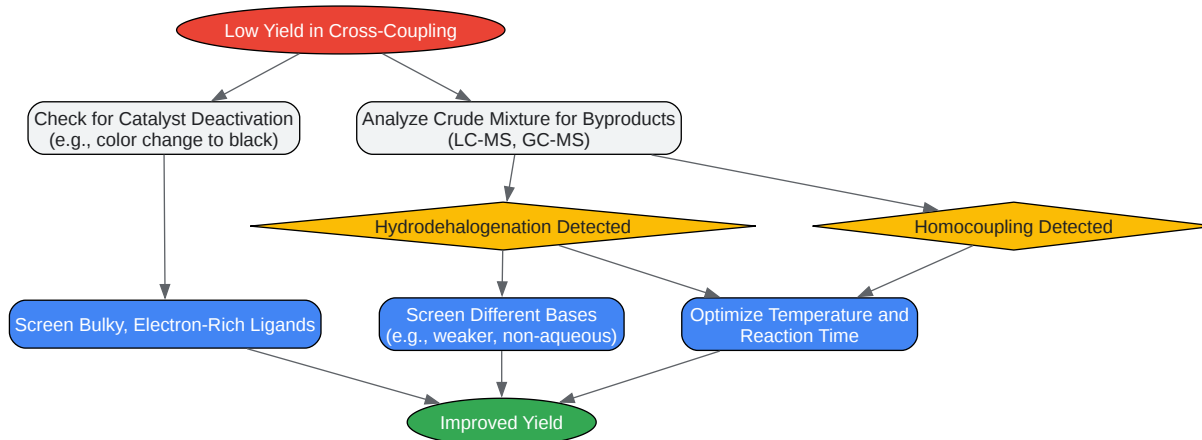 Low Yield in Cross-Coupling
Check for Catalyst Deactivation
(e.g., color change to black)
Analyze Crude Mixture for Byproducts
(LC-MS, GC-MS)
Hydrodehalogenation Detected
Homocoupling Detected
Screen Bulky, Electron-Rich Ligands
Screen Different Bases
(e.g., weaker, non-aqueous)
Optimize Temperature and
Reaction Time
Improved Yield